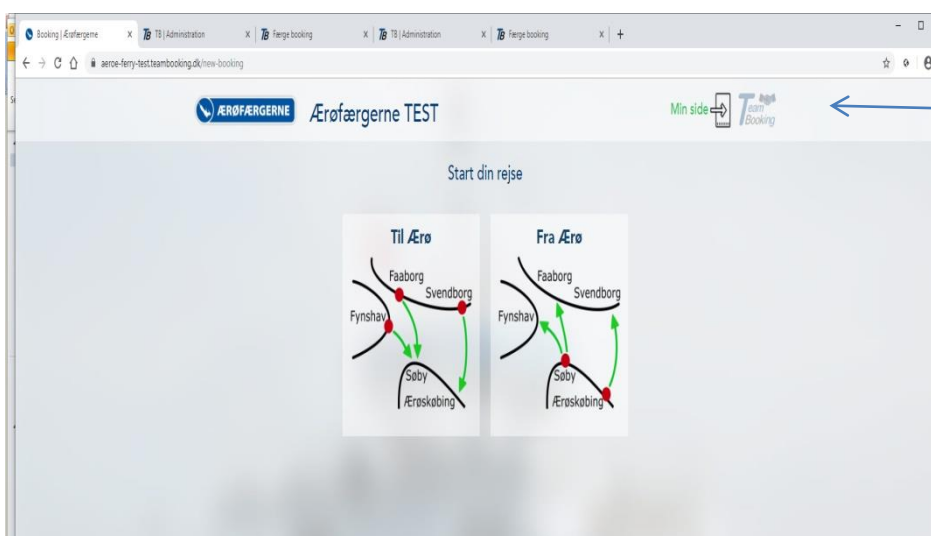 Booking | Ærøfærgerne x TB | Administration x Færge booking x TB | Administration x Færge booking x +
aeroe-ferry-test.teambooking.dk/new-booking
ÆRØFÆRGERNE Ærøfærgerne TEST Min side Team Booking
Start din rejse
Til Ærø
Faaborg
Svendborg
Fynshav
Søby
Ærøskøbing
Fra Ærø
Faaborg
Svendborg
Fynshav
Søby
Ærøskøbing